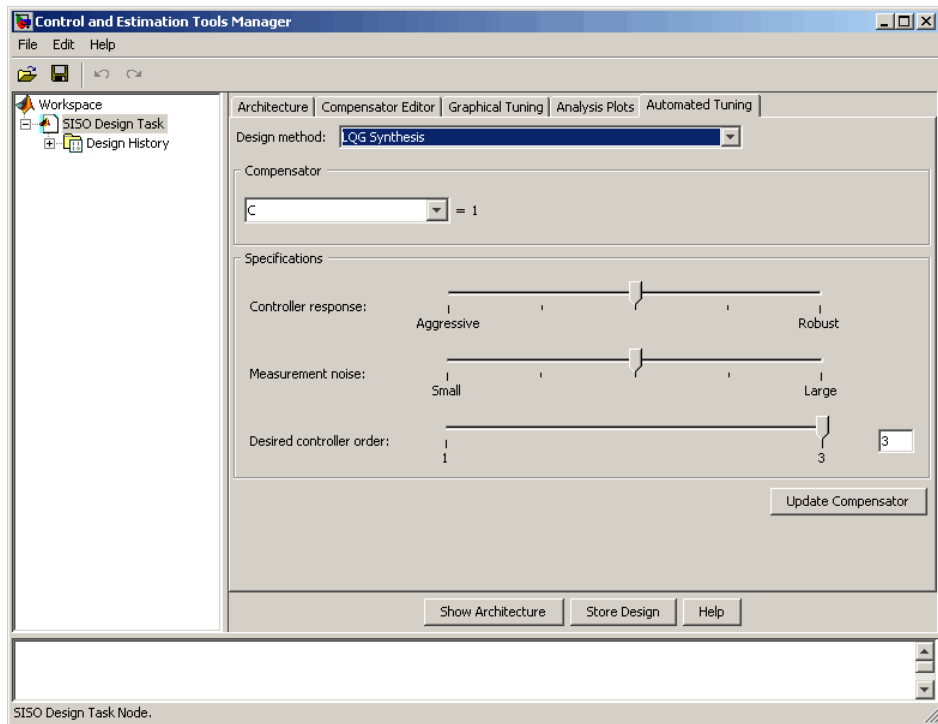 Control and Estimation Tools Manager
File Edit Help
Workspace
SISO Design Task
Design History
Architecture Compensator Editor Graphical Tuning Analysis Plots Automated Tuning
Design method: LQG Synthesis
Compensator
C = 1
Specifications
Controller response:
Aggressive Robust
Measurement noise:
Small Large
Desired controller order: 3
1 3
Update Compensator
Show Architecture Store Design Help
SISO Design Task Node.